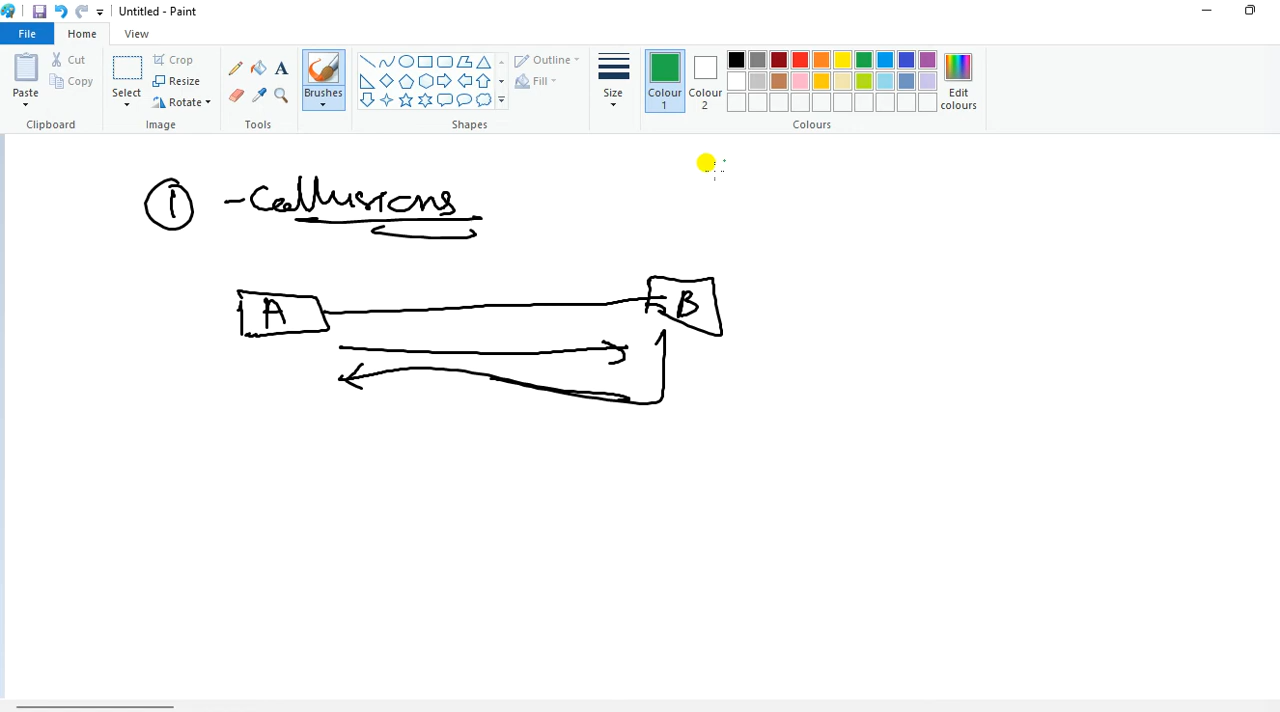 Untitled - Paint
File Home View
Paste
Cut
Copy
Clipboard
Select
Crop
Resize
Rotate
Image
A
Tools
Brushes
Outline
Fill
Shapes
Size
Colour 1
Colour 2
Edit colours
Colours
1 - Collusions
A B